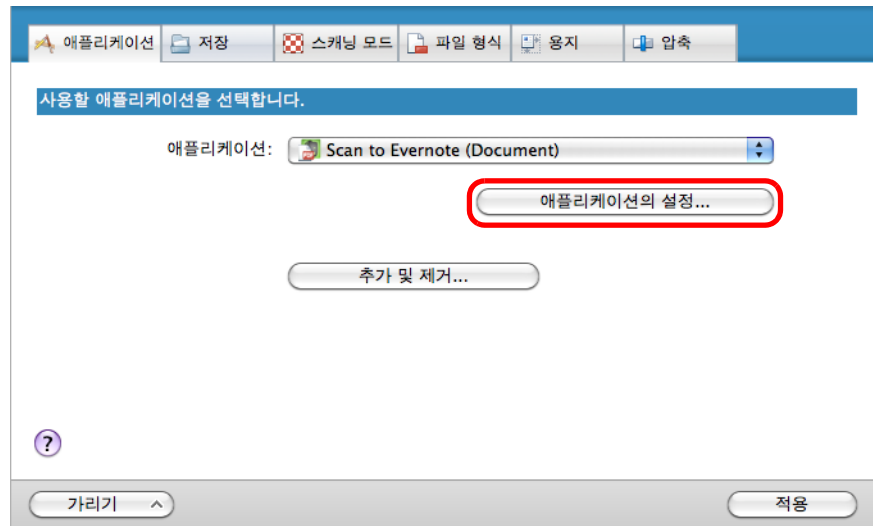 애플리케이션 저장 스캐닝 모드 파일 형식 용지 압축
사용할 애플리케이션을 선택합니다.
애플리케이션: Scan to Evernote (Document)
애플리케이션의 설정...
추가 및 제거...
?
가리기 적용